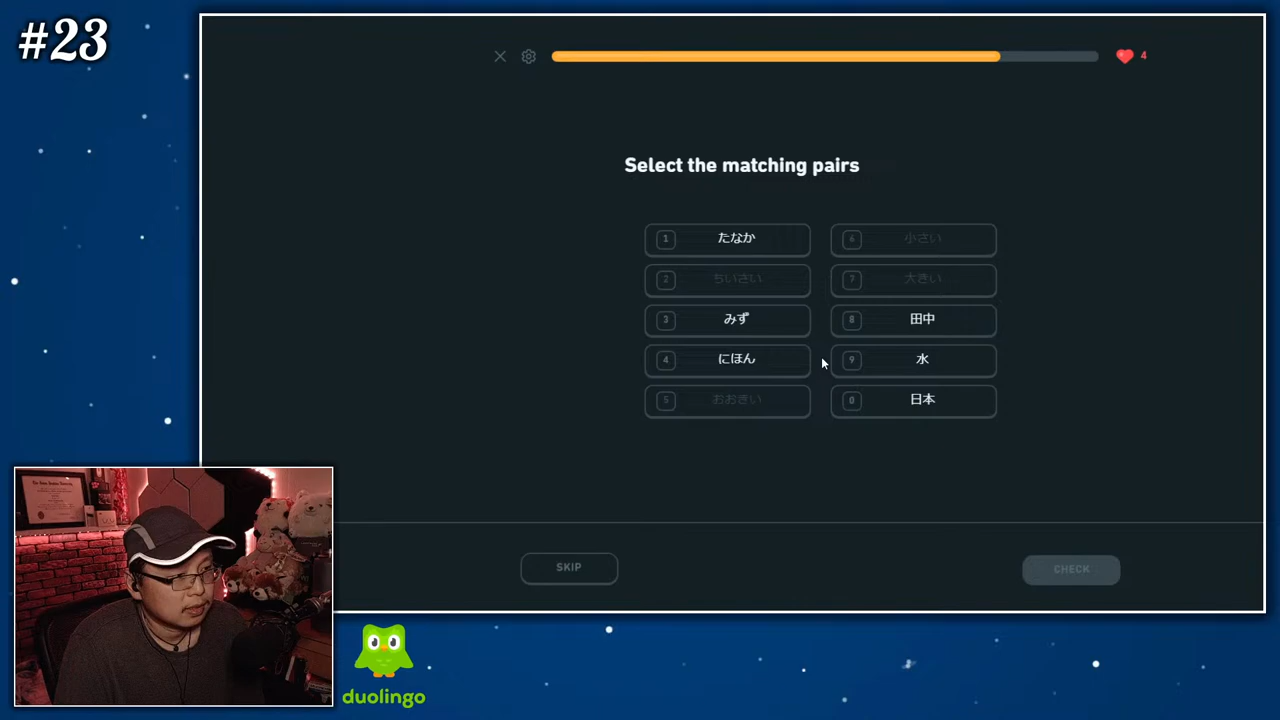 #23
4
Select the matching pairs
1 たなか
6 小さい
2 ちいさい
7 大きい
3 みず
8 田中
4 にほん
9 水
5 おおきい
0 日本
SKIP
CHECK
duolingo